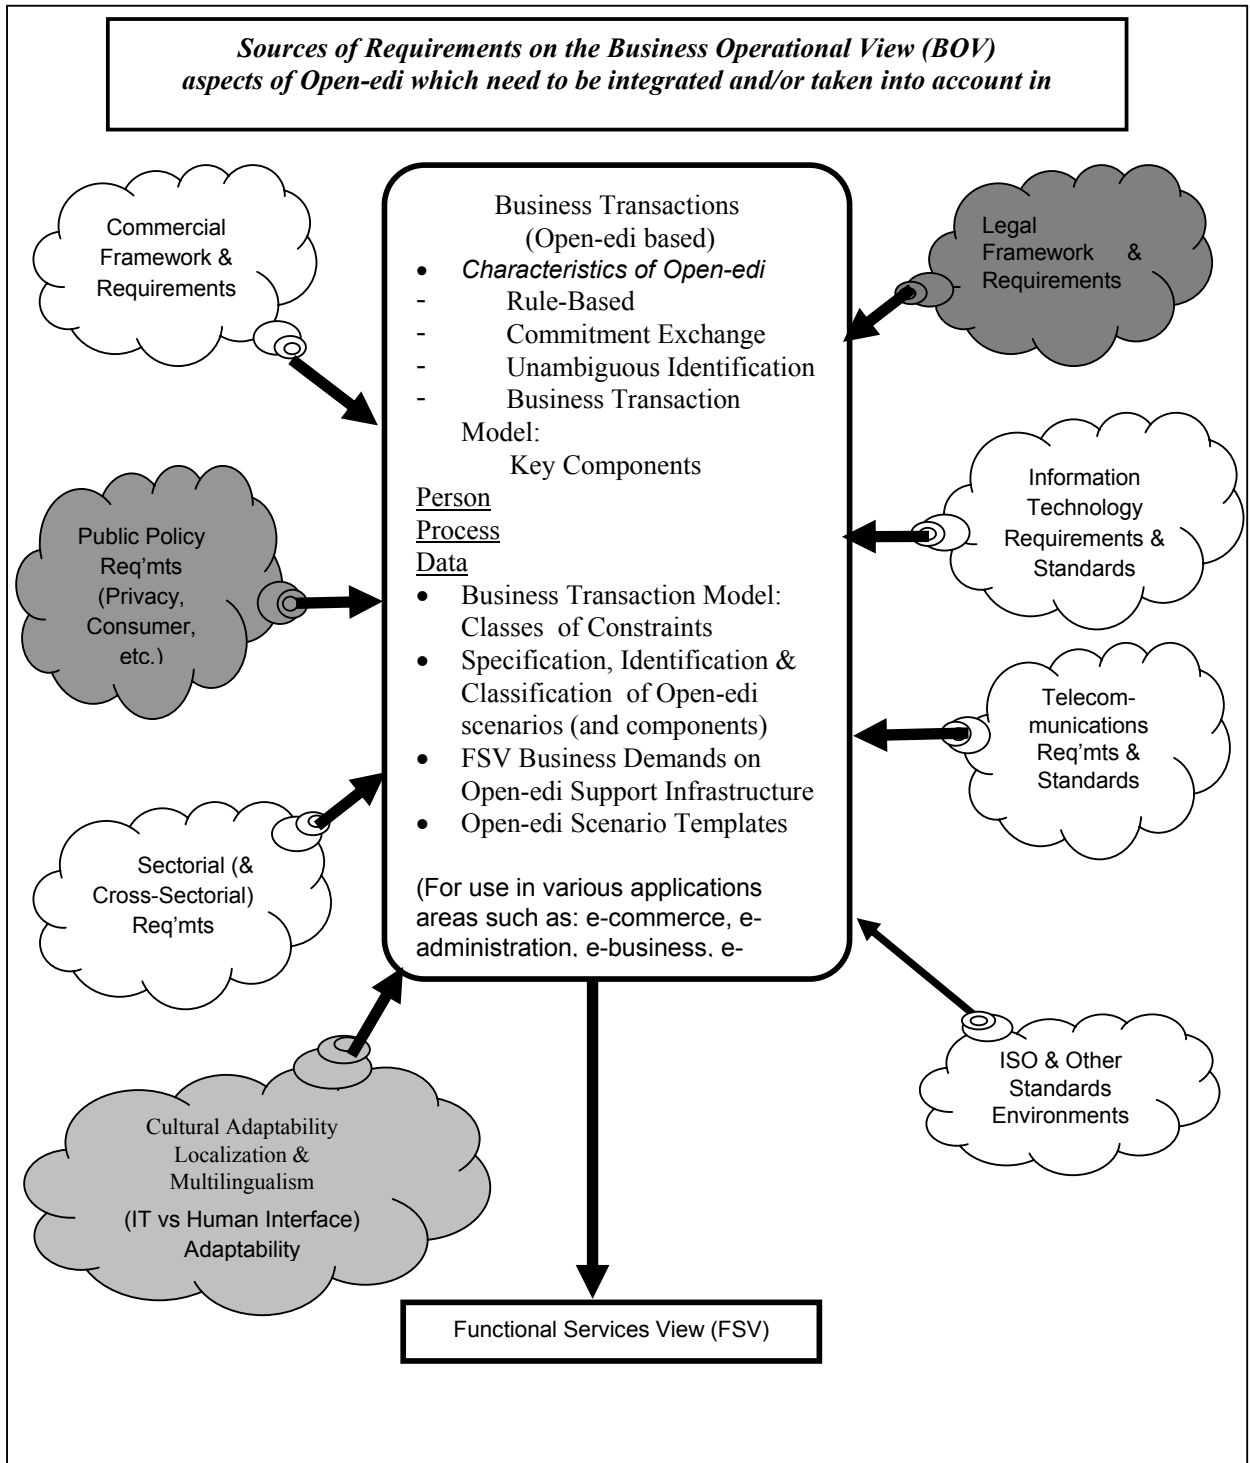 Sources of Requirements on the Business Operational View (BOV)
aspects of Open-edi which need to be integrated and/or taken into account in
Commercial
Framework &
Requirements
Public Policy
Req'mts
(Privacy,
Consumer,
etc.)
Sectorial (&
Cross-Sectorial)
Req'mts
Cultural Adaptability
Localization &
Multilingualism
(IT vs Human Interface)
Adaptability
Business Transactions
(Open-edi based)
• Characteristics of Open-edi
- Rule-Based
- Commitment Exchange
- Unambiguous Identification
- Business Transaction
Model:
Key Components
Person
Process
Data
• Business Transaction Model:
Classes of Constraints
• Specification, Identification &
Classification of Open-edi
scenarios (and components)
• FSV Business Demands on
Open-edi Support Infrastructure
• Open-edi Scenario Templates
(For use in various applications
areas such as: e-commerce, e-
administration, e-business, e-
Legal
Framework &
Requirements
Information
Technology
Requirements &
Standards
Telecom-
munications
Req'mts &
Standards
ISO & Other
Standards
Environments
Functional Services View (FSV)